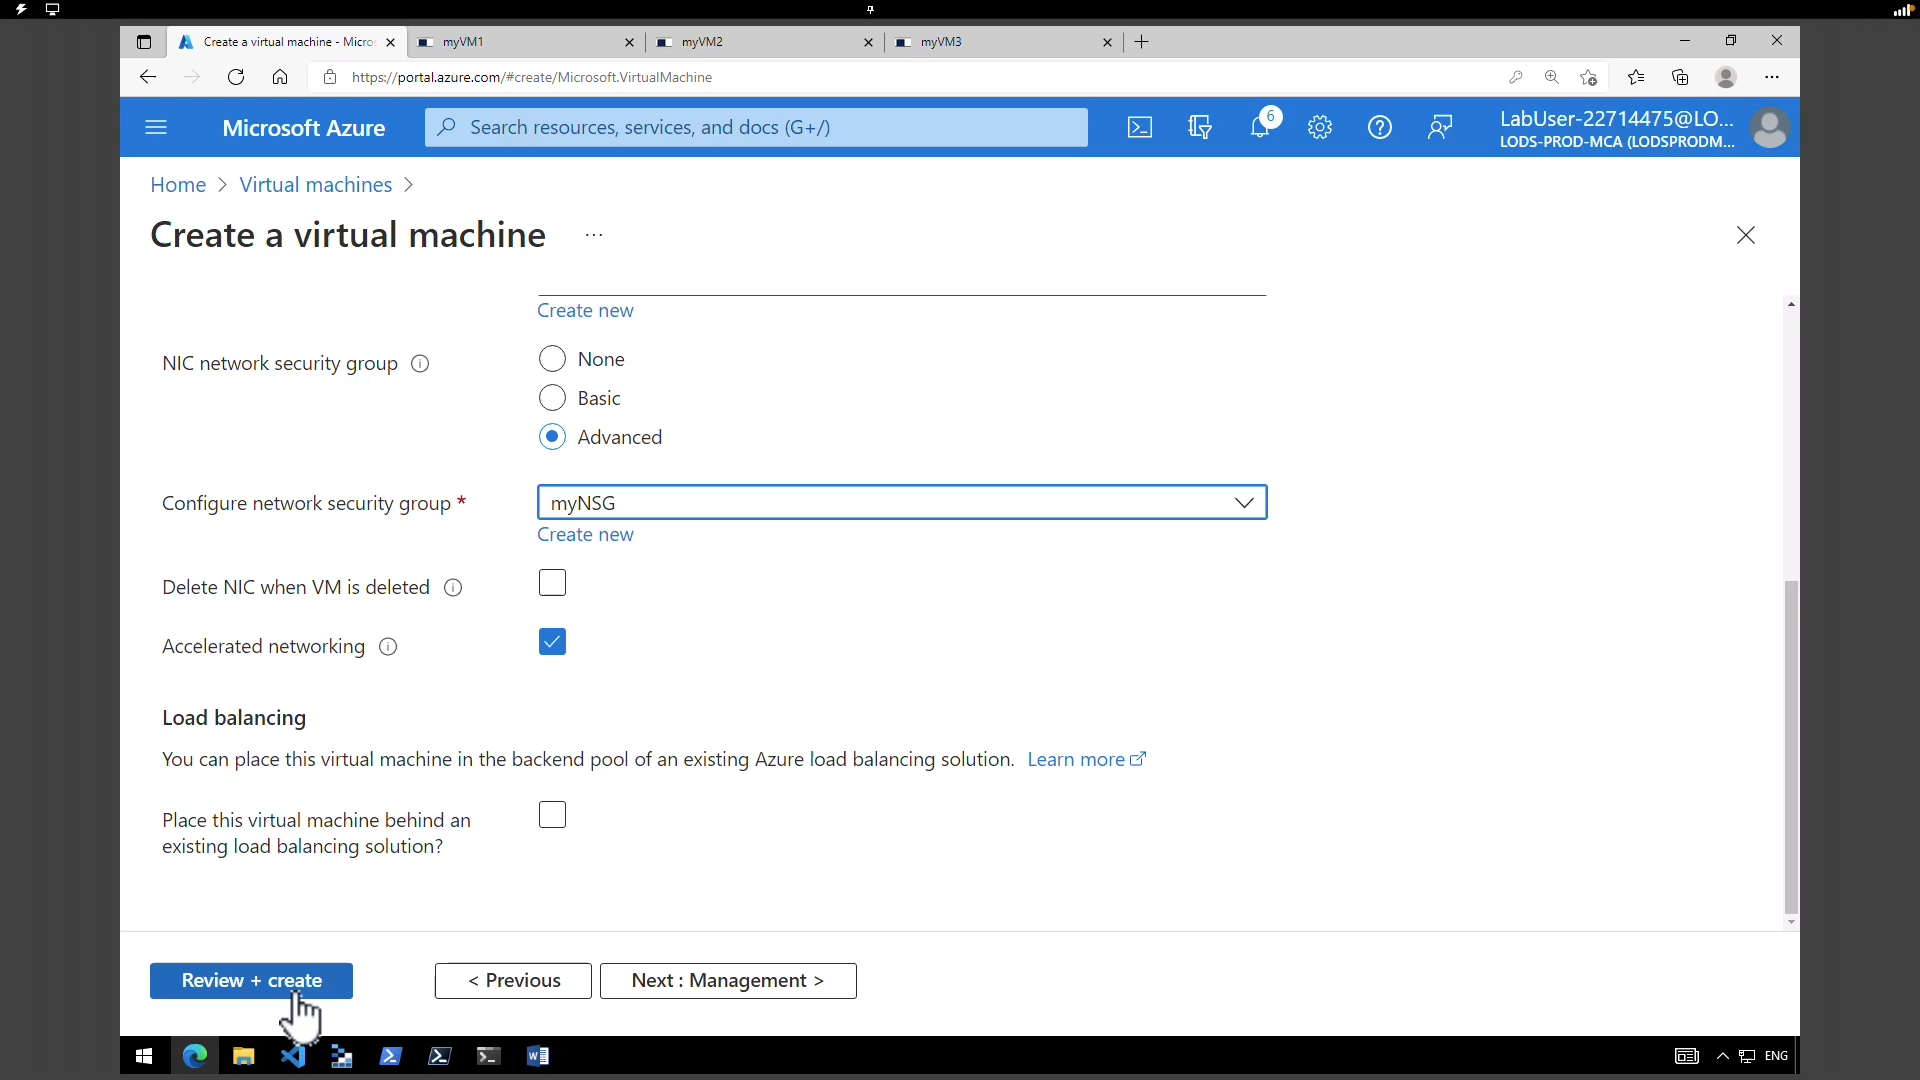 Create a virtual machine - Micro
myVM1
myVM2
myVM3
https://portal.azure.com/#create/Microsoft.VirtualMachine
Microsoft Azure
Search resources, services, and docs (G+/)
6
LabUser-22714475@LO...
LODS-PROD-MCA (LODSPRODM...
Home > Virtual machines >
Create a virtual machine ...
Create new
NIC network security group
None
Basic
Advanced
Configure network security group *
myNSG
Create new
Delete NIC when VM is deleted
Accelerated networking
Load balancing
You can place this virtual machine in the backend pool of an existing Azure load balancing solution. Learn more
Place this virtual machine behind an
existing load balancing solution?
Review + create
< Previous
Next : Management >
ENG